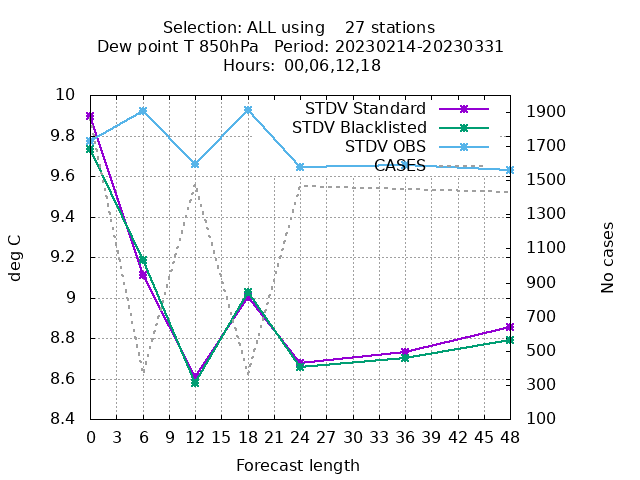 Selection: ALL using    27 stations
Dew point T 850hPa   Period: 20230214-20230331
Hours: 00,06,12,18
STDV Standard
STDV Blacklisted
STDV OBS
CASES
10
9.8
9.6
9.4
9.2
9
8.8
8.6
8.4
deg C
1900
1700
1500
1300
1100
900
700
500
300
100
No cases
0 3 6 9 12 15 18 21 24 27 30 33 36 39 42 45 48
Forecast length